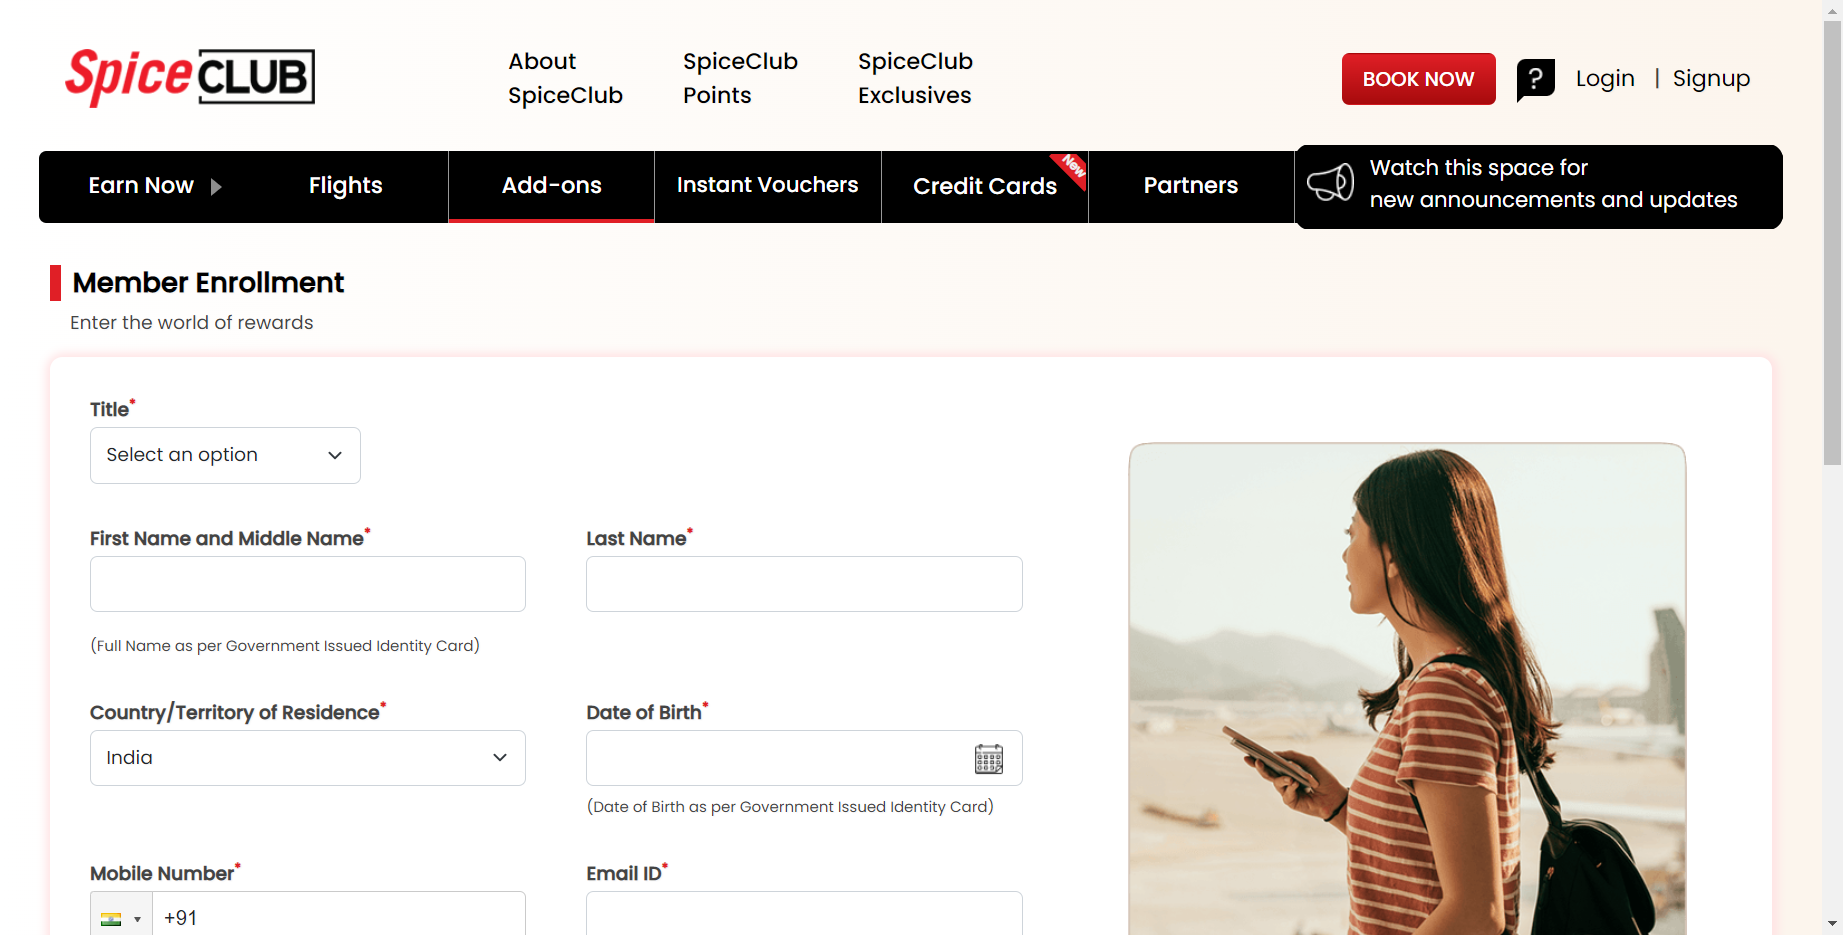 SpiceCLUB
About
SpiceClub
SpiceClub
Points
SpiceClub
Exclusives
BOOK NOW
?
Login | Signup
Earn Now
Flights
Add-ons
Instant Vouchers
Credit Cards
New
Partners
Watch this space for
new announcements and updates
Member Enrollment
Enter the world of rewards
Title*
Select an option
First Name and Middle Name*
Last Name*
(Full Name as per Government Issued Identity Card)
Country/Territory of Residence*
Date of Birth*
India
(Date of Birth as per Government Issued Identity Card)
Mobile Number*
Email ID*
+91